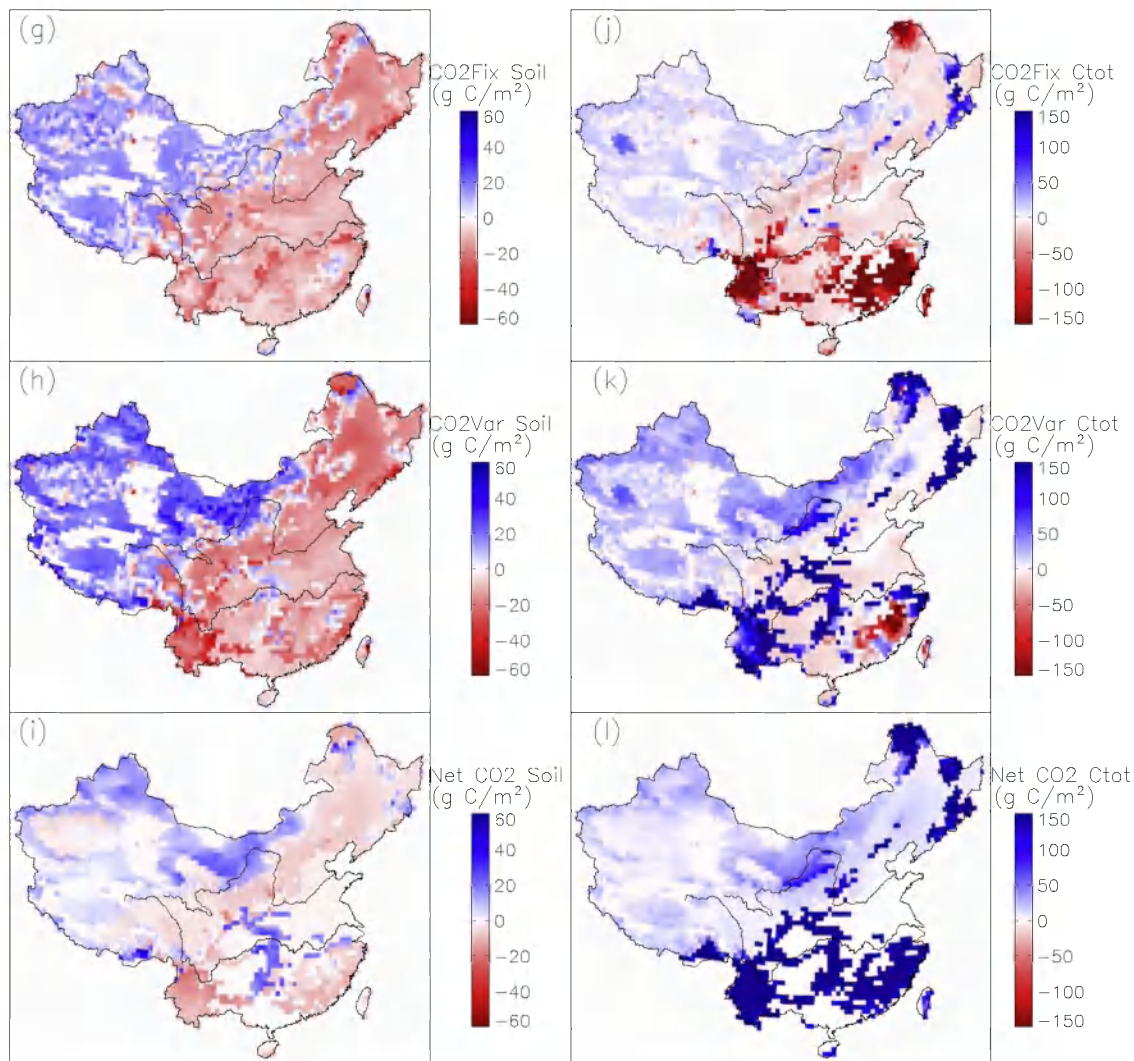 (g)
CO2Fix Soil
(g C/m²)
60
40
20
0
−20
−40
−60
(j)
CO2Fix Ctot
(g C/m²)
150
100
50
0
−50
−100
−150
(h)
CO2Var Soil
(g C/m²)
60
40
20
0
−20
−40
−60
(k)
CO2Var Ctot
(g C/m²)
150
100
50
0
−50
−100
−150
(i)
Net CO2 Soil
(g C/m²)
60
40
20
0
−20
−40
−60
(l)
Net CO2 Ctot
(g C/m²)
150
100
50
0
−50
−100
−150